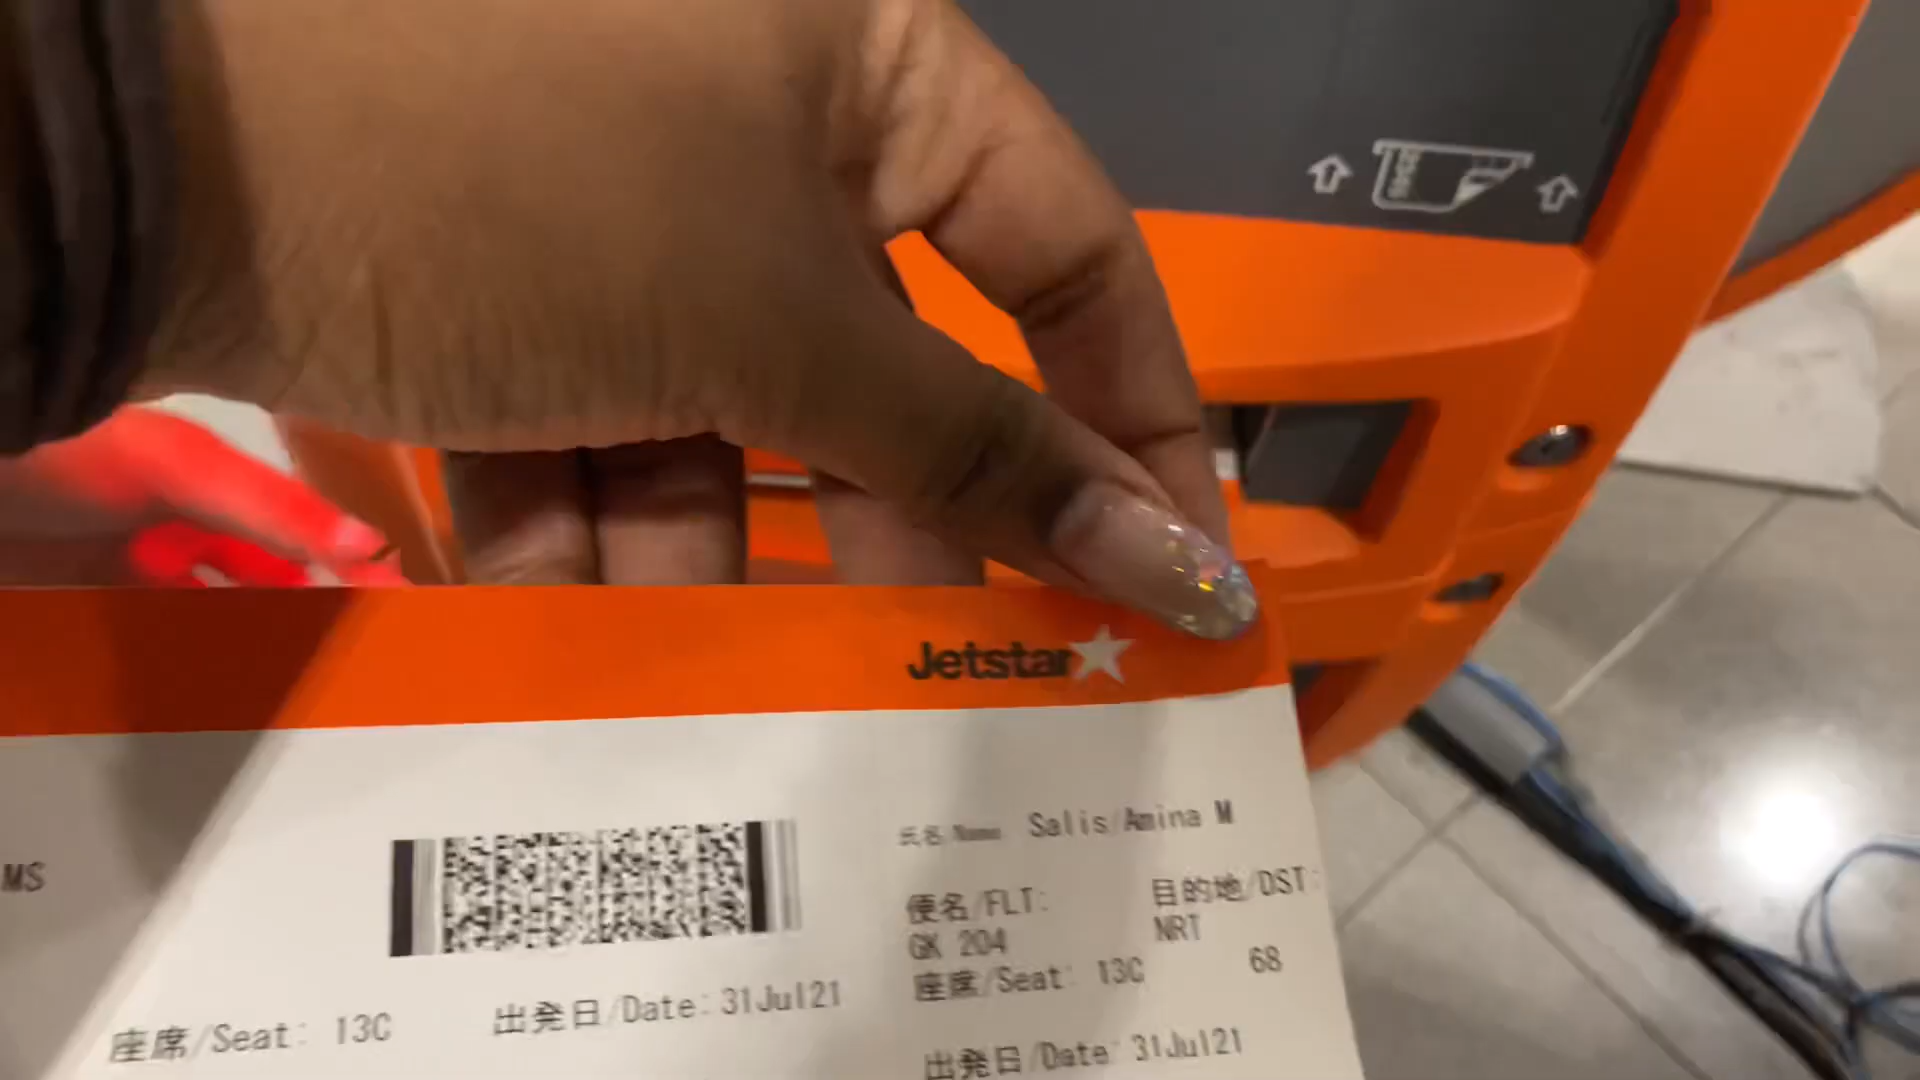 Jetstar
MS
氏名/Name Salis/Amina M
便名/FLT: 目的地/DST:
GK 204 NRT
座席/Seat: 13C 68
座席/Seat: 13C 出発日/Date: 31Jul21
出発日/Date: 31Jul21